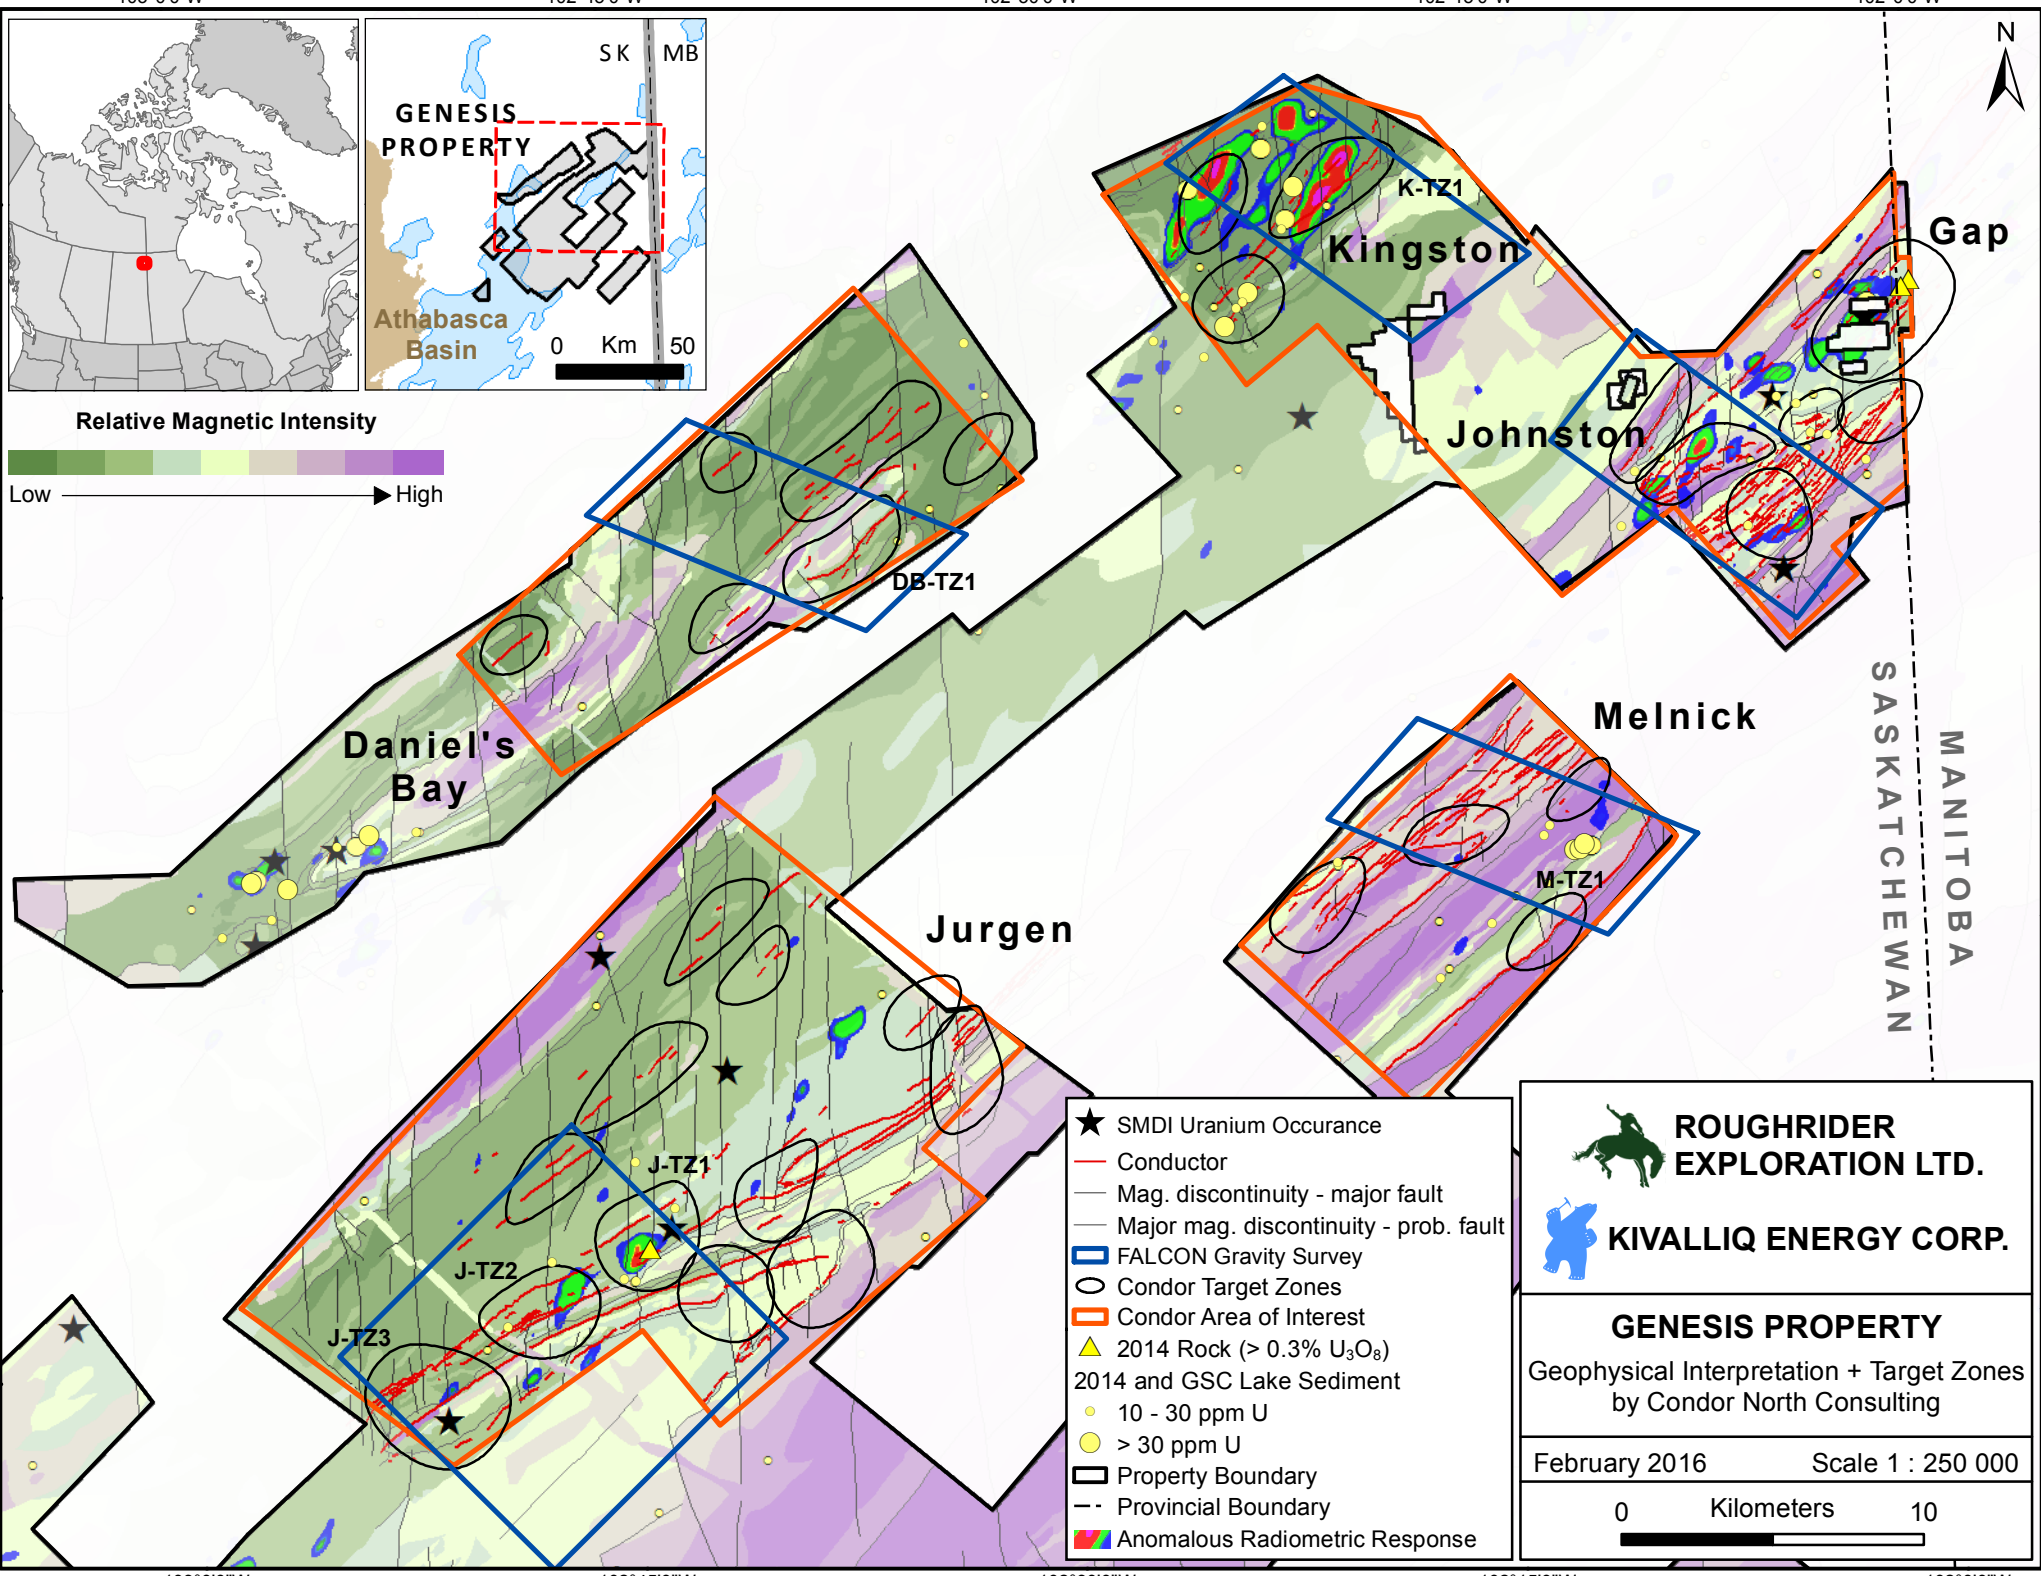 S K
MB
GENESIS
PROPERTY
Athabasca
Basin
0 Km 50
N
Relative Magnetic Intensity
Low
High
K-TZ1
Kingston
Gap
Johnston
DB-TZ1
Daniel's
Bay
Melnick
M-TZ1
SASKATCHEWAN
MANITOBA
Jurgen
J-TZ1
J-TZ2
J-TZ3
SMDI Uranium Occurance
Conductor
Mag. discontinuity - major fault
Major mag. discontinuity - prob. fault
FALCON Gravity Survey
Condor Target Zones
Condor Area of Interest
2014 Rock (> 0.3% U₃O₈)
2014 and GSC Lake Sediment
10 - 30 ppm U
> 30 ppm U
Property Boundary
Provincial Boundary
Anomalous Radiometric Response
ROUGHRIDER
EXPLORATION LTD.
KIVALLIQ ENERGY CORP.
GENESIS PROPERTY
Geophysical Interpretation + Target Zones
by Condor North Consulting
February 2016
Scale 1 : 250 000
0 Kilometers 10